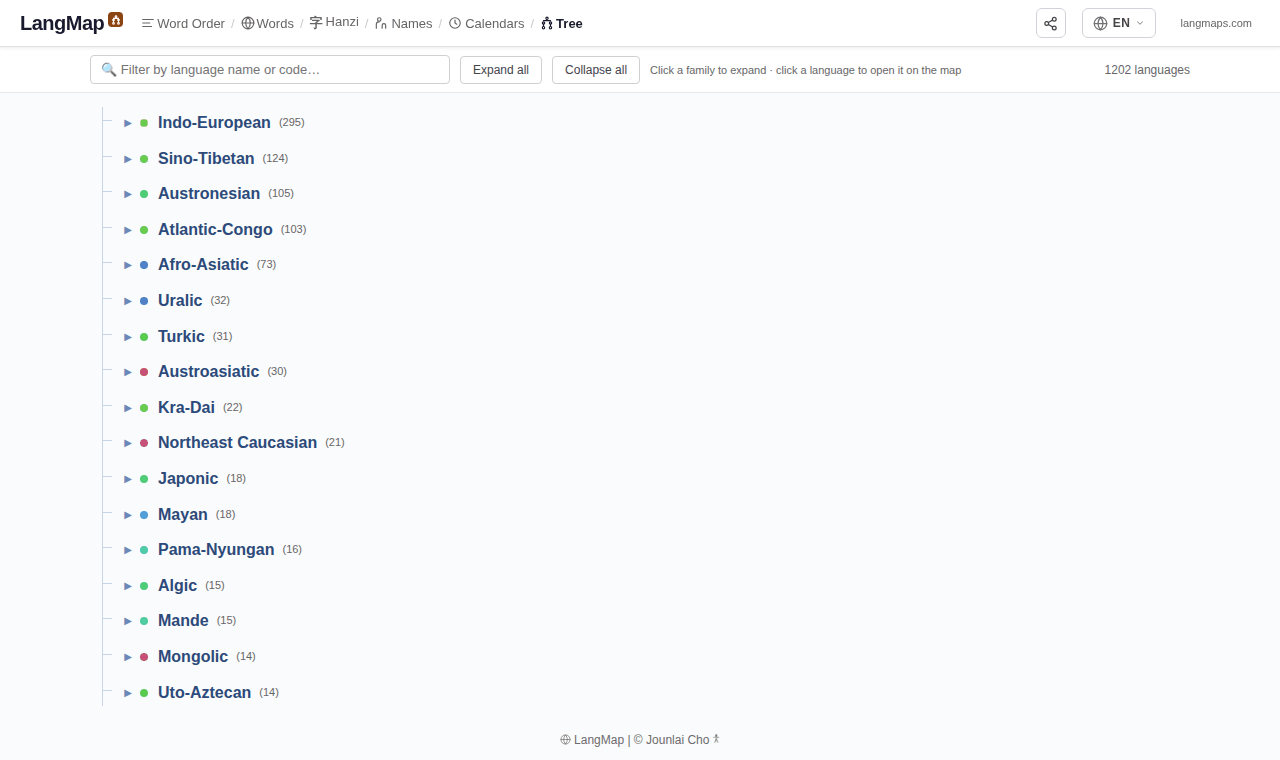 LangMap Word Order / Words / 字 Hanzi / Names / Calendars / Tree EN langmaps.com
Filter by language name or code… Expand all Collapse all Click a family to expand · click a language to open it on the map 1202 languages
Indo-European (295)
Sino-Tibetan (124)
Austronesian (105)
Atlantic-Congo (103)
Afro-Asiatic (73)
Uralic (32)
Turkic (31)
Austroasiatic (30)
Kra-Dai (22)
Northeast Caucasian (21)
Japonic (18)
Mayan (18)
Pama-Nyungan (16)
Algic (15)
Mande (15)
Mongolic (14)
Uto-Aztecan (14)
LangMap | © Jounlai Cho